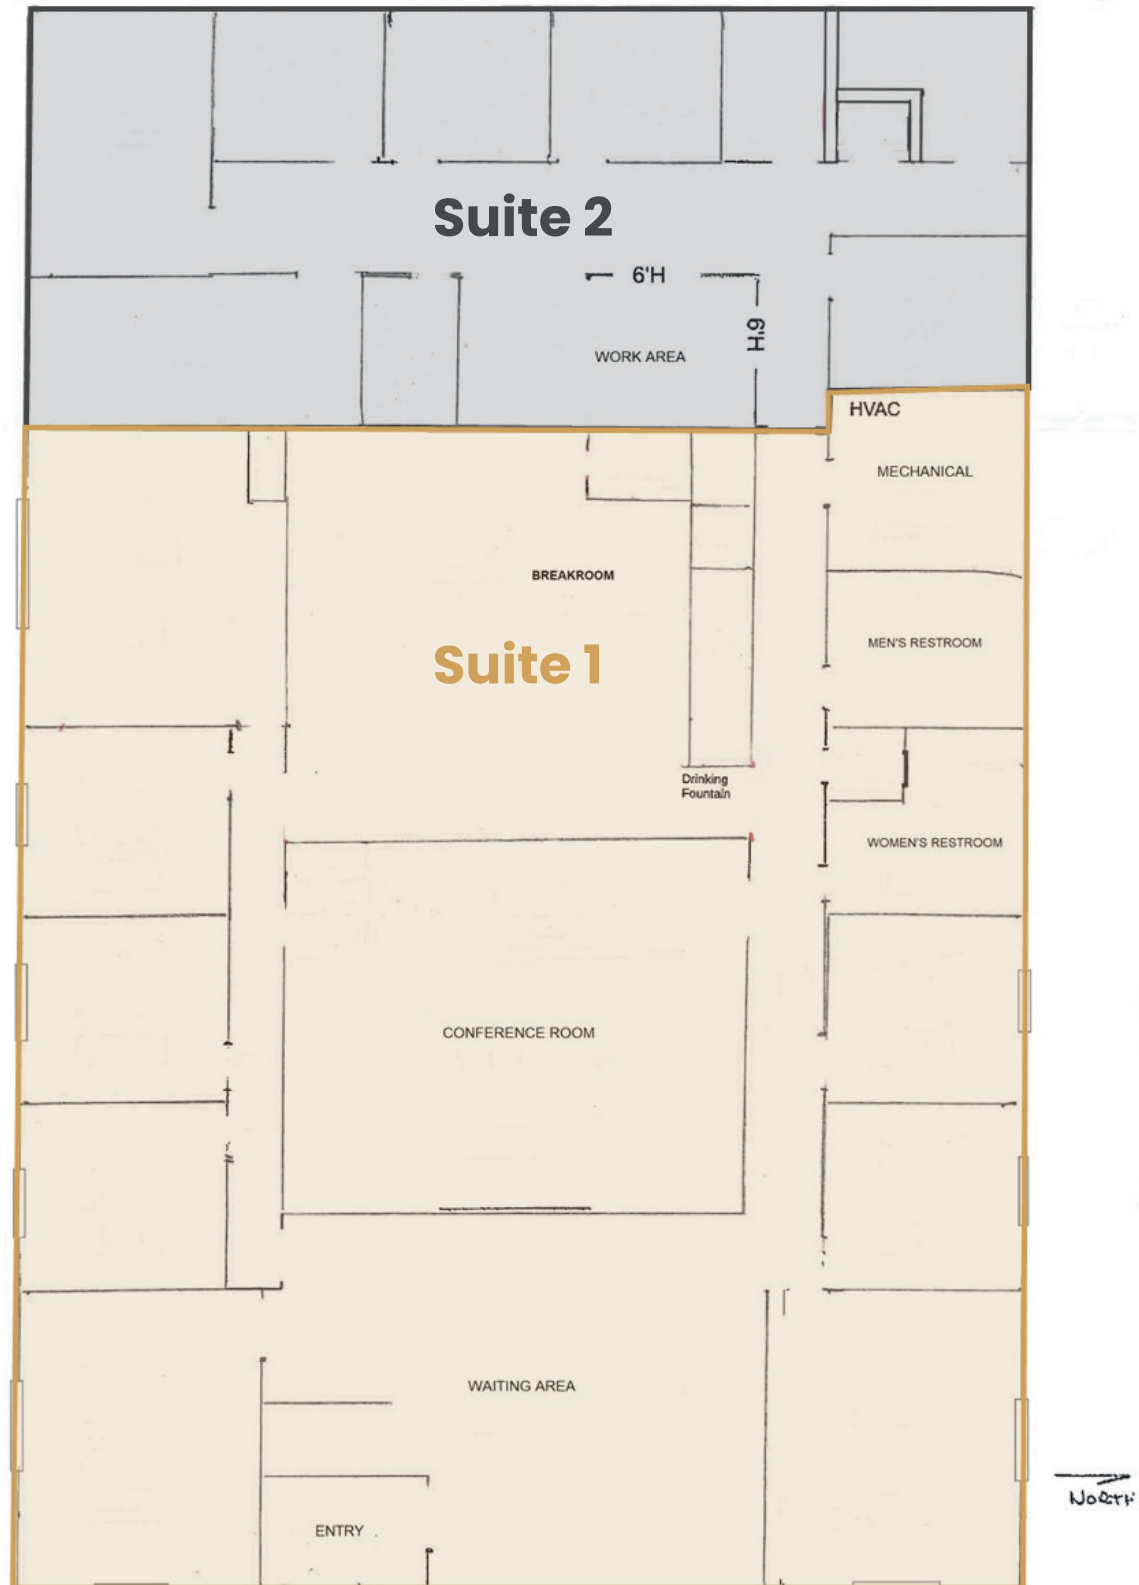 Suite 2
6'H
6'H
WORK AREA
HVAC
MECHANICAL
BREAKROOM
MEN'S RESTROOM
Suite 1
Drinking
Fountain
WOMEN'S RESTROOM
CONFERENCE ROOM
WAITING AREA
NORTH
ENTRY